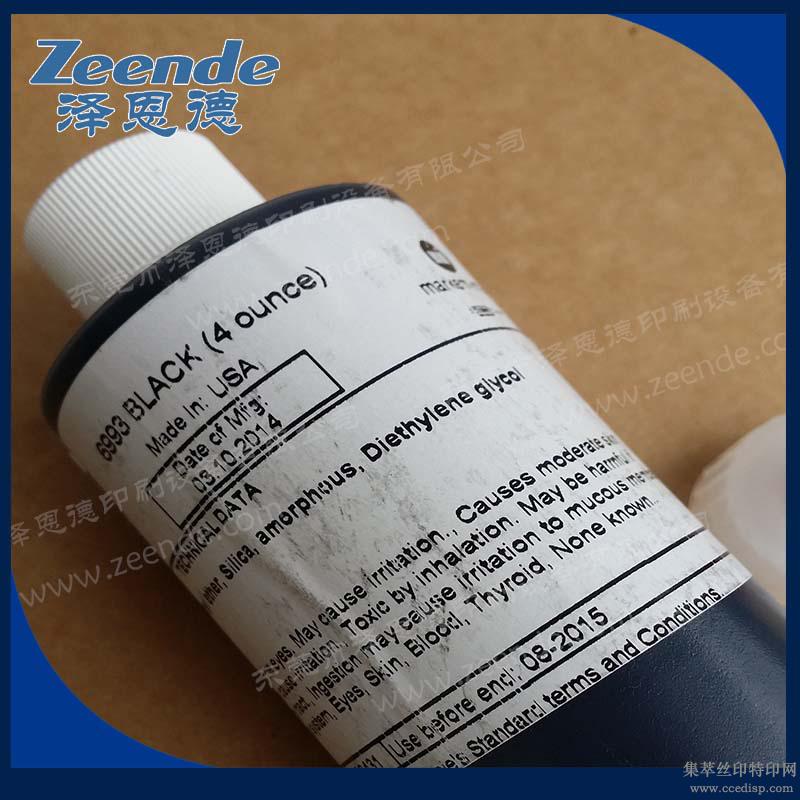 Zeende
泽恩德
东莞市泽恩德印刷设备有限公司
www.zeende.com
6993 BLACK (4 ounce)
Made in: USA
Date of Mfg:
08.10.2014
TECHNICAL DATA
ether, Silica, amorphous, Diethylene glycol
eyes, May cause irritation., Causes moderate
cause irritation., Toxic by inhalation. May be harmful
ingestion may cause irritation to mucous
Eyes, Skin, Blood, Thyroid, None known..
Use before end: 08-2015
Standard terms and Conditions.
集萃丝印特印网
www.ccedisp.com